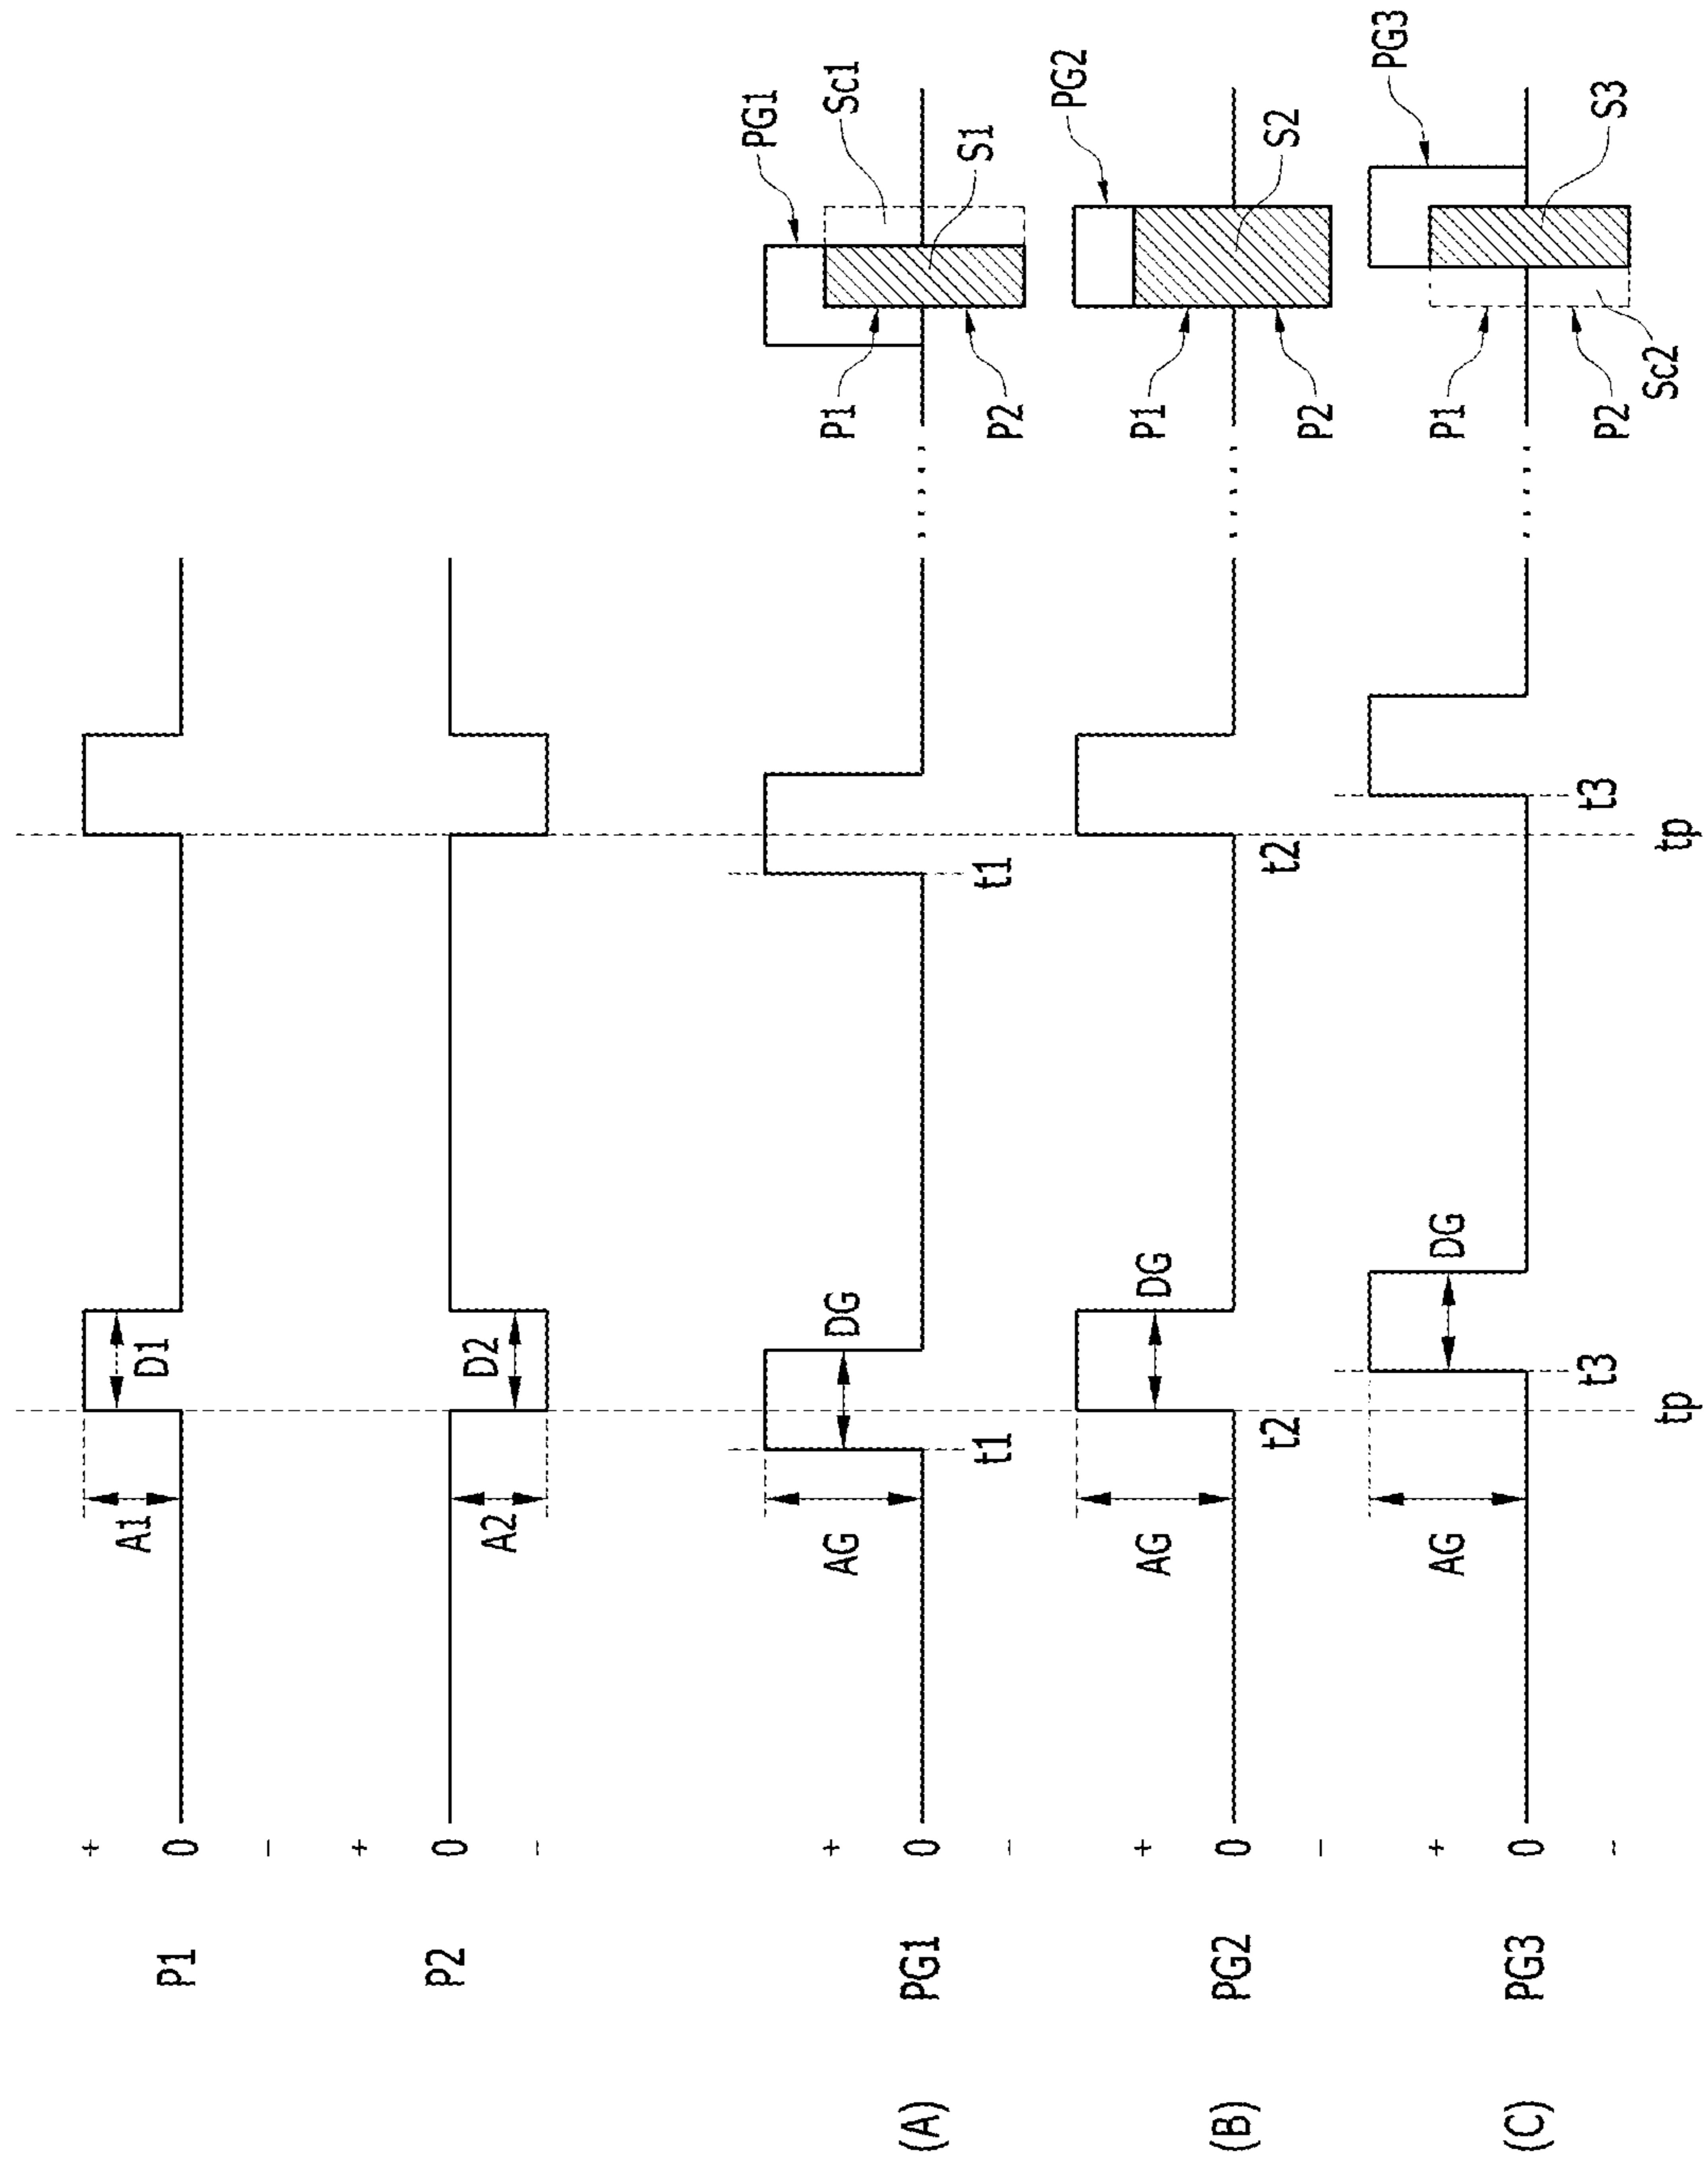 P1
+
0
-
A1
D1
P2
+
0
-
A2
D2
(A)
PG1
+
0
-
AG
DG
t1
t1
P1
P2
PG1
Sc1
S1
(B)
PG2
+
0
-
AG
DG
t2
t2
P1
P2
PG2
S2
(C)
PG3
+
0
-
AG
DG
t3
t3
tp
tp
P1
P2
PG3
S3
Sc2